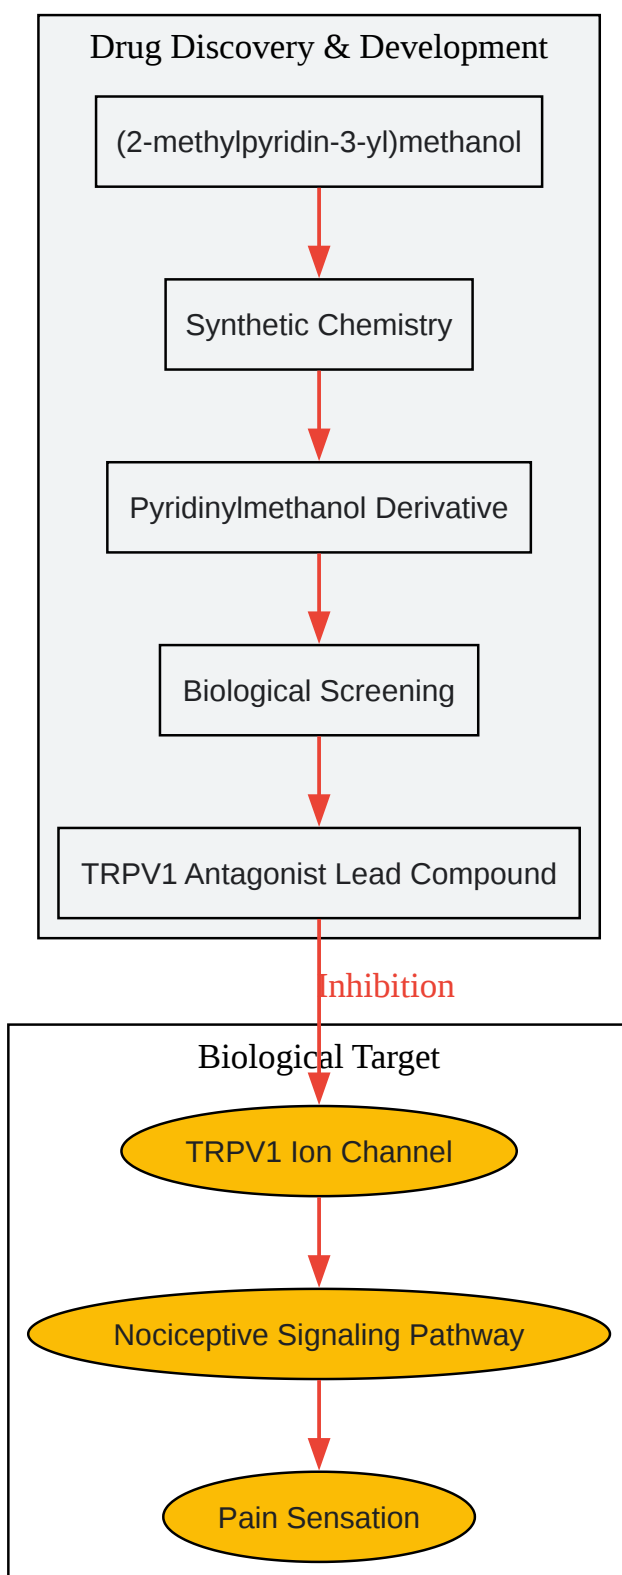 Drug Discovery & Development
(2-methylpyridin-3-yl)methanol
Synthetic Chemistry
Pyridinylmethanol Derivative
Biological Screening
TRPV1 Antagonist Lead Compound
Inhibition
Biological Target
TRPV1 Ion Channel
Nociceptive Signaling Pathway
Pain Sensation